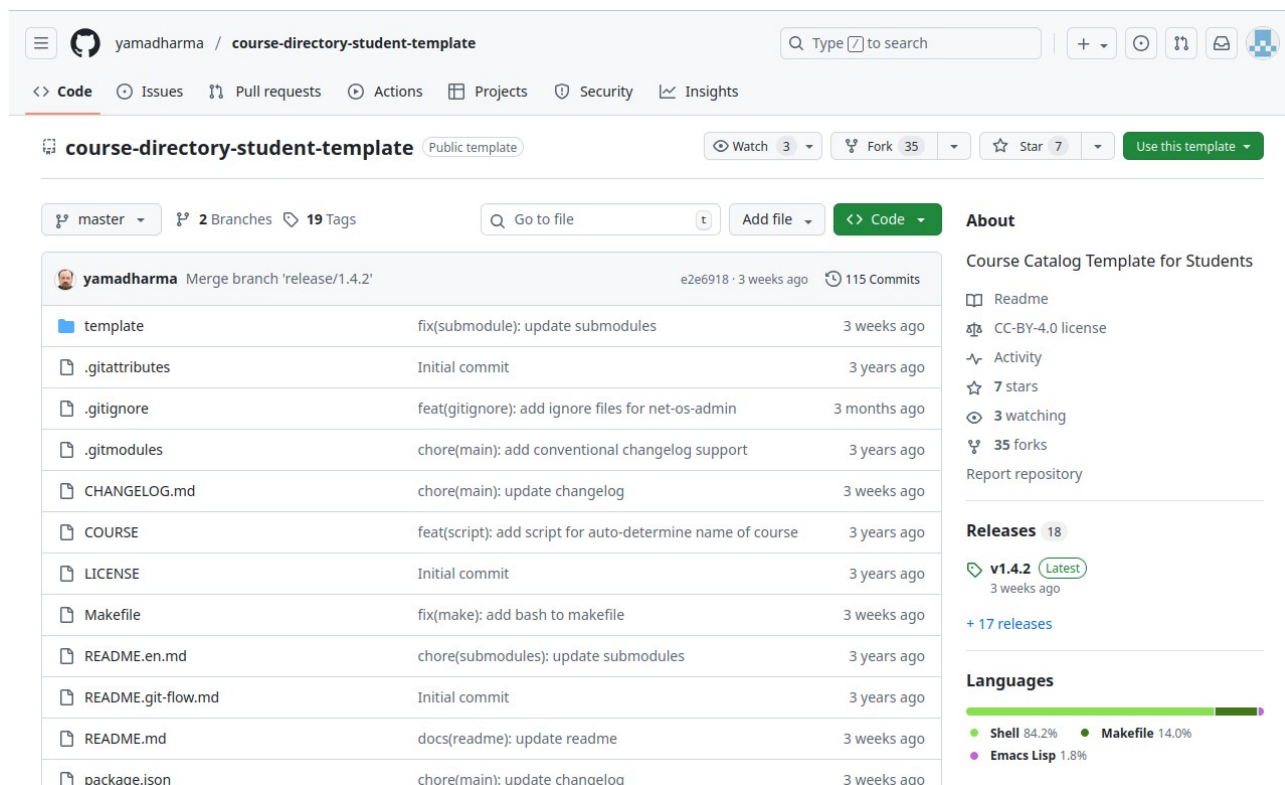 yamadharma / course-directory-student-template
Type / to search
Code Issues Pull requests Actions Projects Security Insights
course-directory-student-template Public template
Watch 3 Fork 35 Star 7 Use this template
master 2 Branches 19 Tags Go to file t Add file Code
yamadharma Merge branch 'release/1.4.2' e2e6918 · 3 weeks ago 115 Commits
template fix(submodule): update submodules 3 weeks ago
.gitattributes Initial commit 3 years ago
.gitignore feat(gitignore): add ignore files for net-os-admin 3 months ago
.gitmodules chore(main): add conventional changelog support 3 years ago
CHANGELOG.md chore(main): update changelog 3 weeks ago
COURSE feat(script): add script for auto-determine name of course 3 years ago
LICENSE Initial commit 3 years ago
Makefile fix(make): add bash to makefile 3 weeks ago
README.en.md chore(submodules): update submodules 3 years ago
README.git-flow.md Initial commit 3 years ago
README.md docs(readme): update readme 3 weeks ago
package.json chore(main): update changelog 3 weeks ago
About
Course Catalog Template for Students
Readme
CC-BY-4.0 license
Activity
7 stars
3 watching
35 forks
Report repository
Releases 18
v1.4.2 Latest
3 weeks ago
+ 17 releases
Languages
Shell 84.2% Makefile 14.0%
Emacs Lisp 1.8%